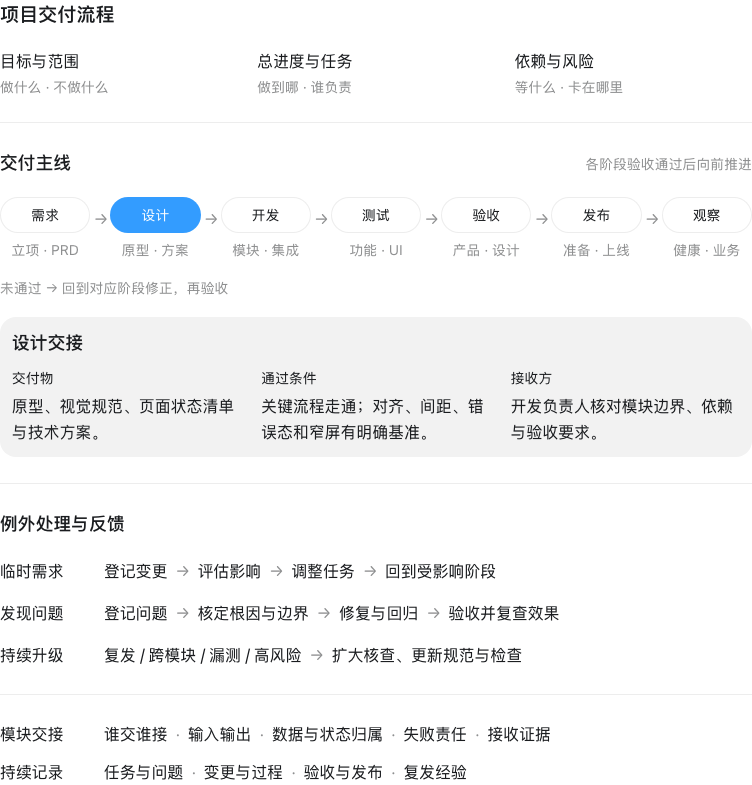 项目交付流程
目标与范围 总进度与任务 依赖与风险
做什么 · 不做什么 做到哪 · 谁负责 等什么 · 卡在哪里
交付主线 各阶段验收通过后向前推进
需求 → 设计 → 开发 → 测试 → 验收 → 发布 → 观察
立项 · PRD 原型 · 方案 模块 · 集成 功能 · UI 产品 · 设计 准备 · 上线 健康 · 业务
未通过 → 回到对应阶段修正，再验收
设计交接
交付物
原型、视觉规范、页面状态清单
与技术方案。
通过条件
关键流程走通；对齐、间距、错
误态和窄屏有明确基准。
接收方
开发负责人核对模块边界、依赖
与验收要求。
例外处理与反馈
临时需求 登记变更 → 评估影响 → 调整任务 → 回到受影响阶段
发现问题 登记问题 → 核定根因与边界 → 修复与回归 → 验收并复查效果
持续升级 复发 / 跨模块 / 漏测 / 高风险 → 扩大核查、更新规范与检查
模块交接 谁交谁接 · 输入输出 · 数据与状态归属 · 失败责任 · 接收证据
持续记录 任务与问题 · 变更与过程 · 验收与发布 · 复发经验